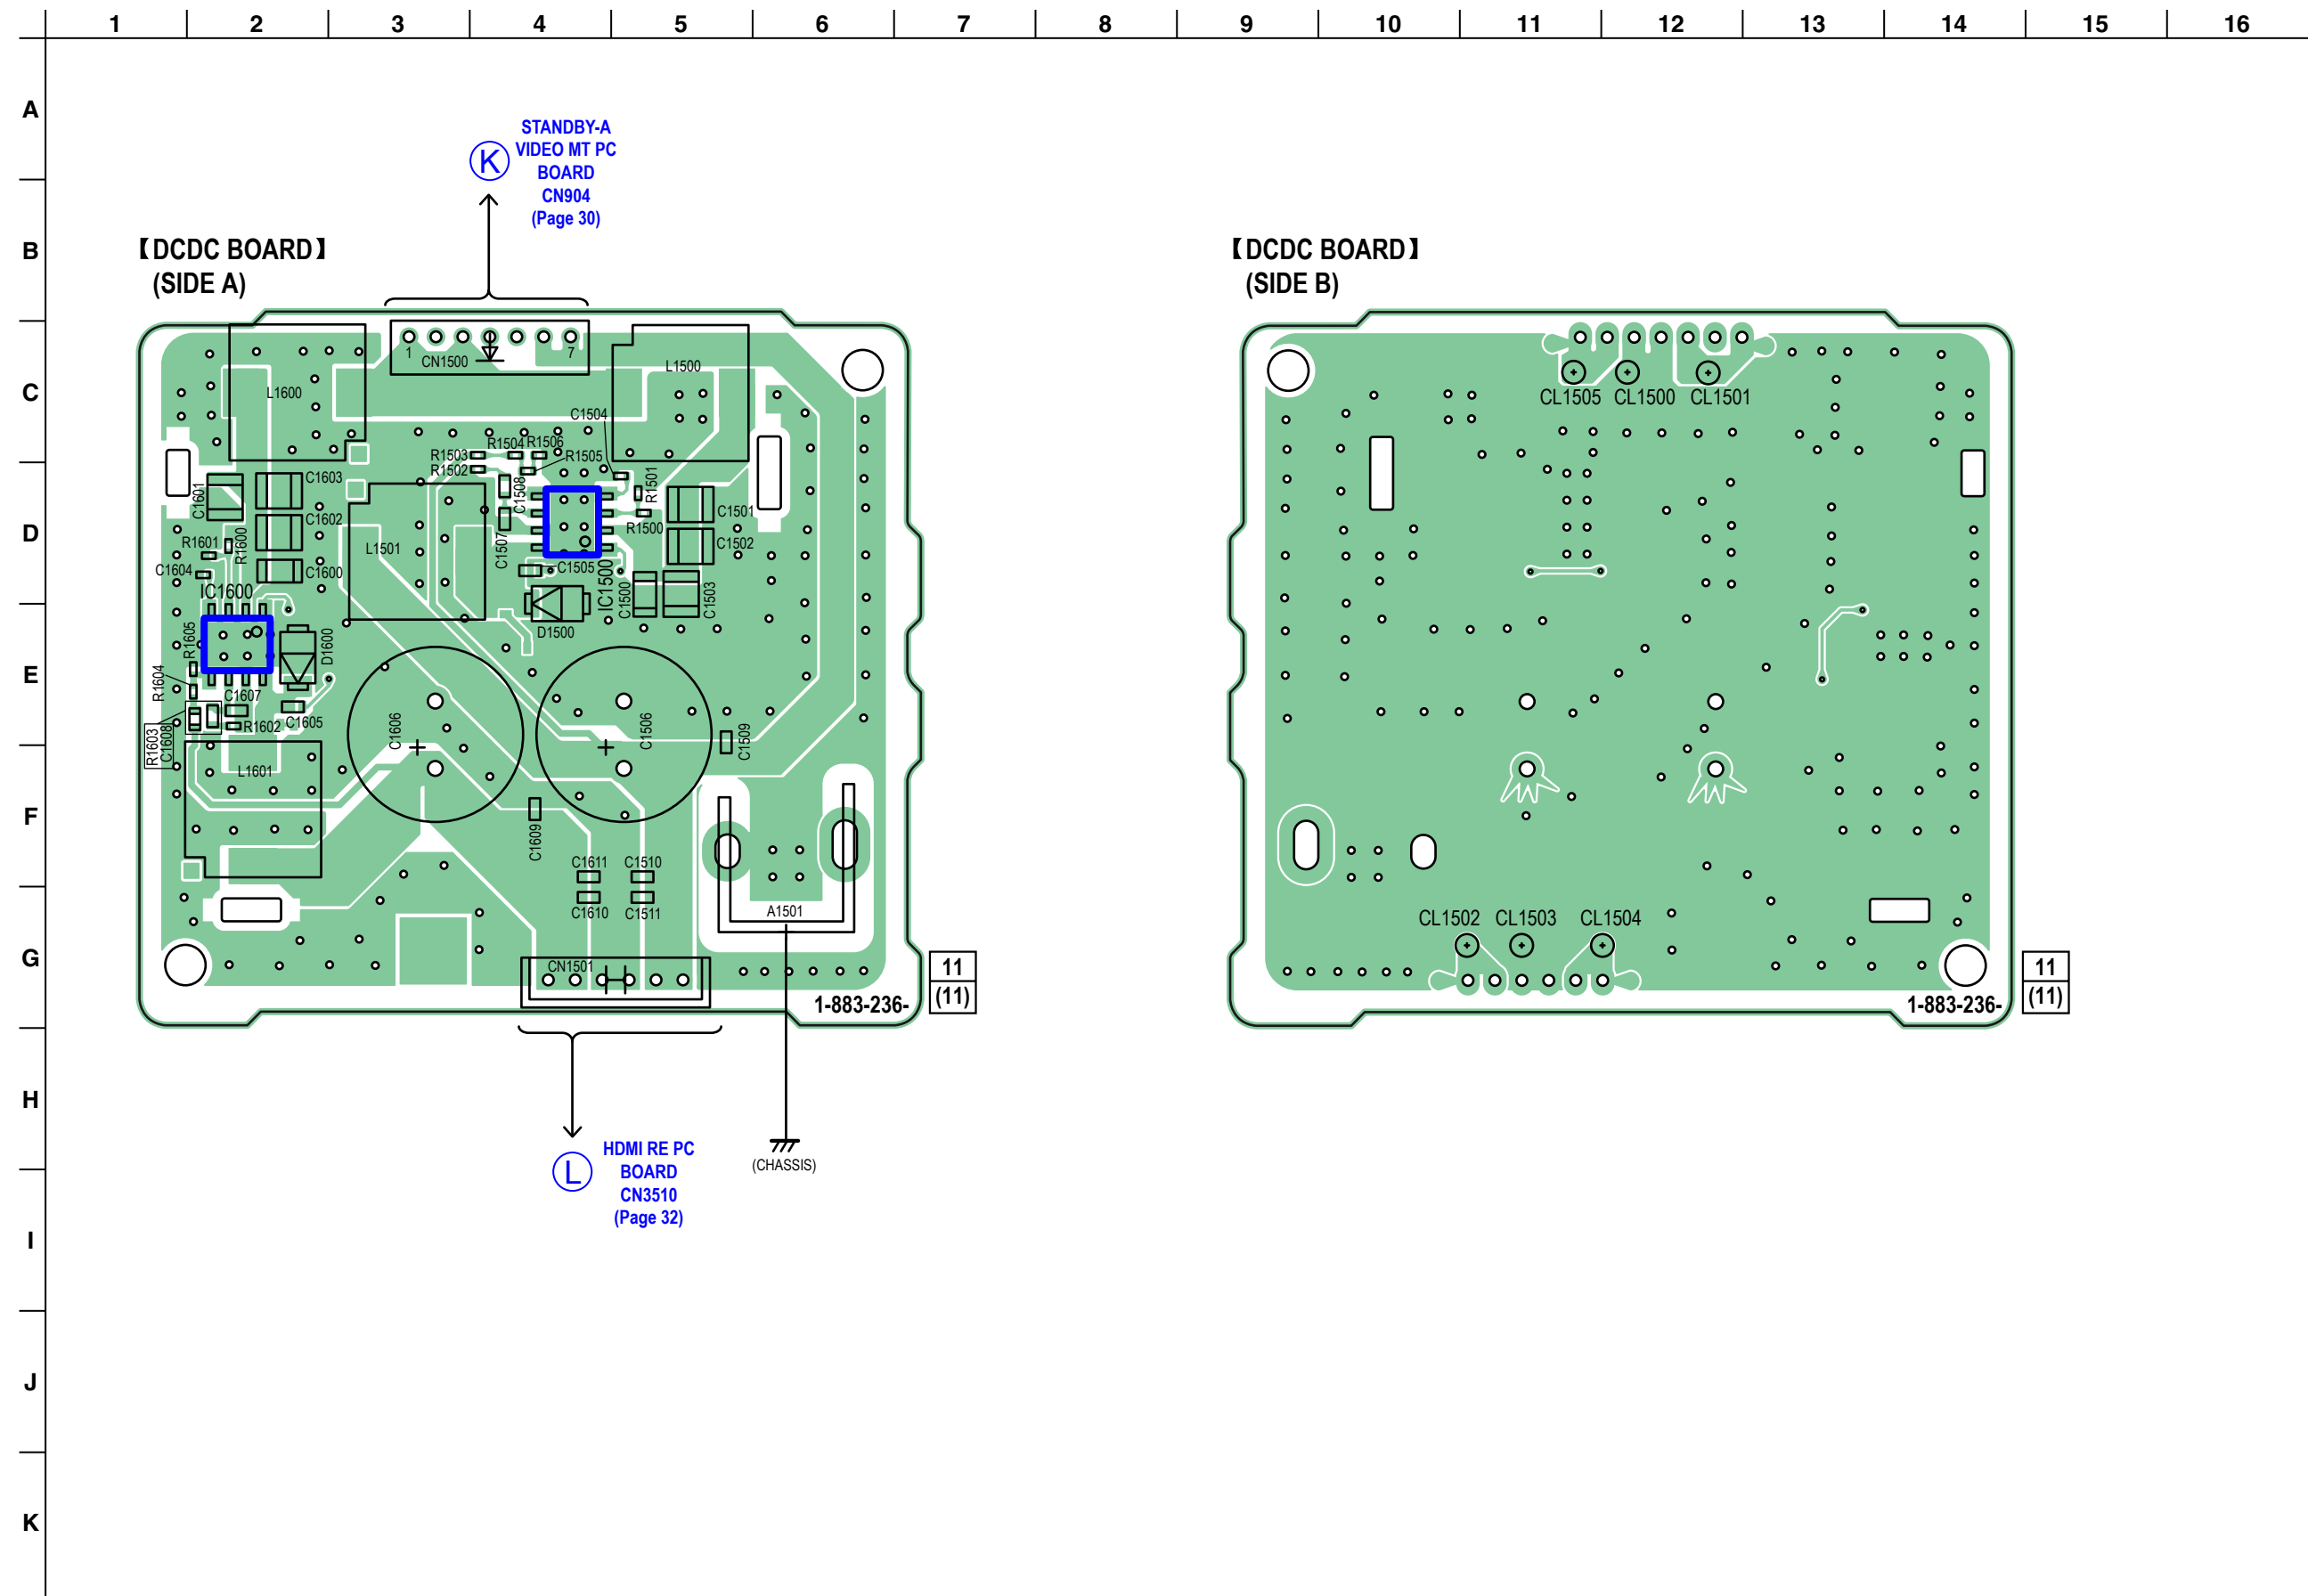 1 2 3 4 5 6 7 8 9 10 11 12 13 14 15 16
A
B
C
D
E
F
G
H
I
J
K
STANDBY-A
K VIDEO MT PC
BOARD
CN904
(Page 30)
【DCDC BOARD】
(SIDE A)
1 7
CN1500
L1500
L1600
C1504
R1504 R1506
R1503
R1505
R1502
C1603
C1601
C1508
R1501
C1501
C1602
R1500
R1601
R1600
L1501
C1507
C1502
C1604
C1600
C1505
IC1600
IC1500
C1500
C1503
R1605
D1600
D1500
R1604
C1607
C1605
R1602
R1603
C1608
C1606
C1506
C1509
L1601
C1609
C1611 C1510
C1610 C1511
A1501
CN1501
11
(11)
1-883-236-
HDMI RE PC
L BOARD
CN3510
(Page 32)
(CHASSIS)
【DCDC BOARD】
(SIDE B)
CL1505 CL1500 CL1501
CL1502 CL1503 CL1504
11
(11)
1-883-236-